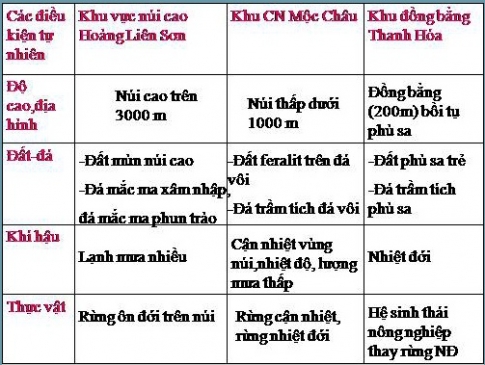 Các điều
kiện tự
nhiên
Khu vực núi cao
Hoàng Liên Sơn
Khu CN Mộc Châu
Khu đồng bằng
Thanh Hóa
Độ
cao,địa
hình
Núi cao trên
3000 m
Núi thấp dưới
1000 m
Đồng bằng
(200m) bồi tụ
phù sa
Đất-đá
-Đất mùn núi cao
-Đá mắc ma xâm nhập,
đá mắc ma phun trào
-Đất feralit trên đá
vôi
-Đá trầm tích đá vôi
-Đất phù sa trẻ
-Đá trầm tích
phù sa
Khí hậu
Lạnh mưa nhiều
Cận nhiệt vùng
núi,nhiệt độ, lượng
mưa thấp
Nhiệt đới
Thực vật
Rừng ôn đới trên núi
Rừng cận nhiệt,
rừng nhiệt đới
Hệ sinh thái
nông nghiệp
thay rừng NĐ